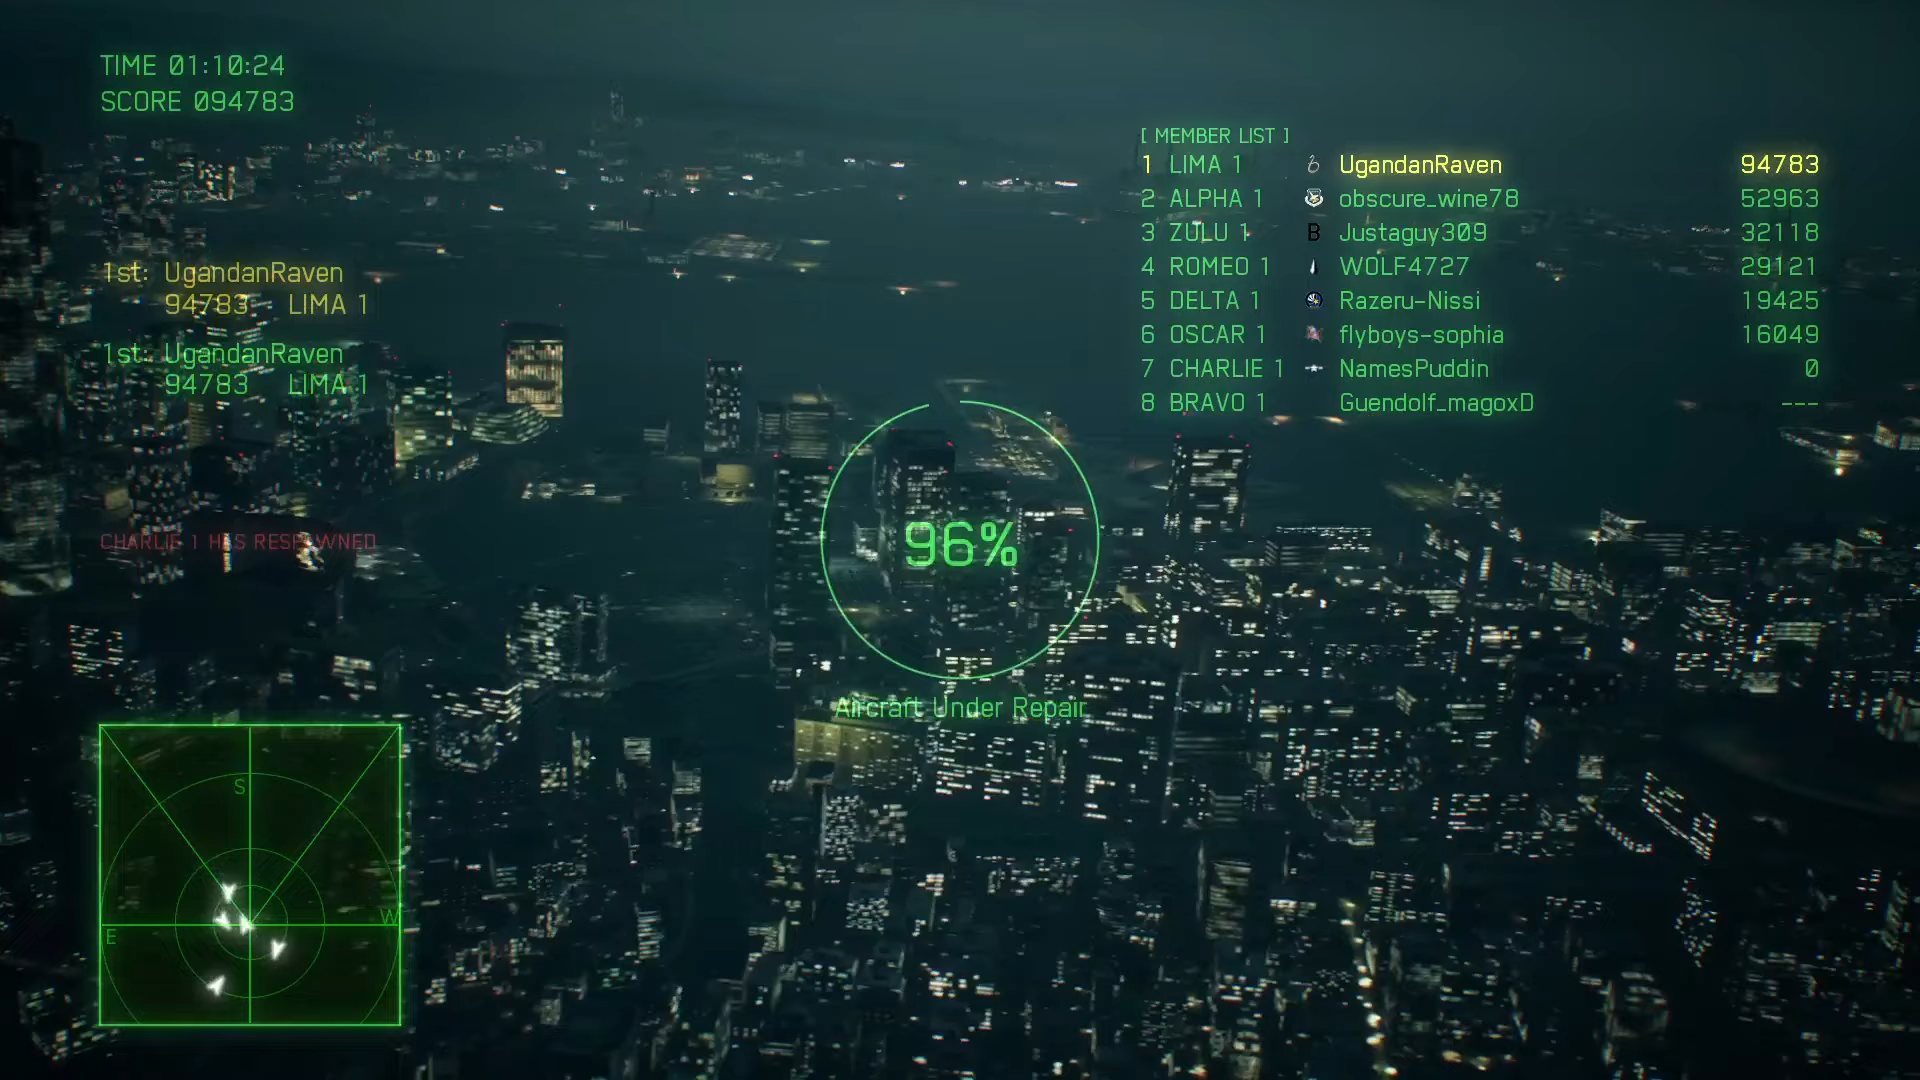 TIME 01:10:24
SCORE 094783
[ MEMBER LIST ]
1 LIMA 1 UgandanRaven 94783
2 ALPHA 1 obscure_wine78 52963
3 ZULU 1 B Justaguy309 32118
4 ROMEO 1 WOLF4727 29121
5 DELTA 1 Razeru-Nissi 19425
6 OSCAR 1 flyboys-sophia 16049
7 CHARLIE 1 NamesPuddin 0
8 BRAVO 1 Guendolf_magoxD ---
1st: UgandanRaven
94783 LIMA 1
1st: UgandanRaven
94783 LIMA 1
CHARLIE 1 HAS RESPAWNED
96%
Aircraft Under Repair
S
W
E